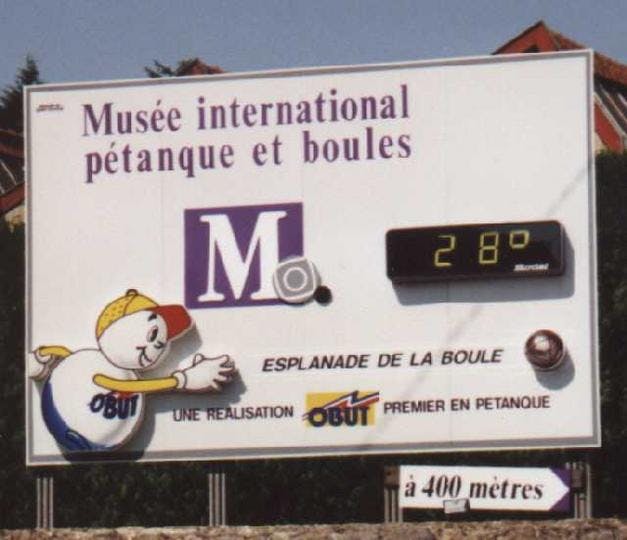 Musée international
pétanque et boules
M
28°
ESPLANADE DE LA BOULE
OBUT
UNE REALISATION OBUT PREMIER EN PETANQUE
à 400 mètres